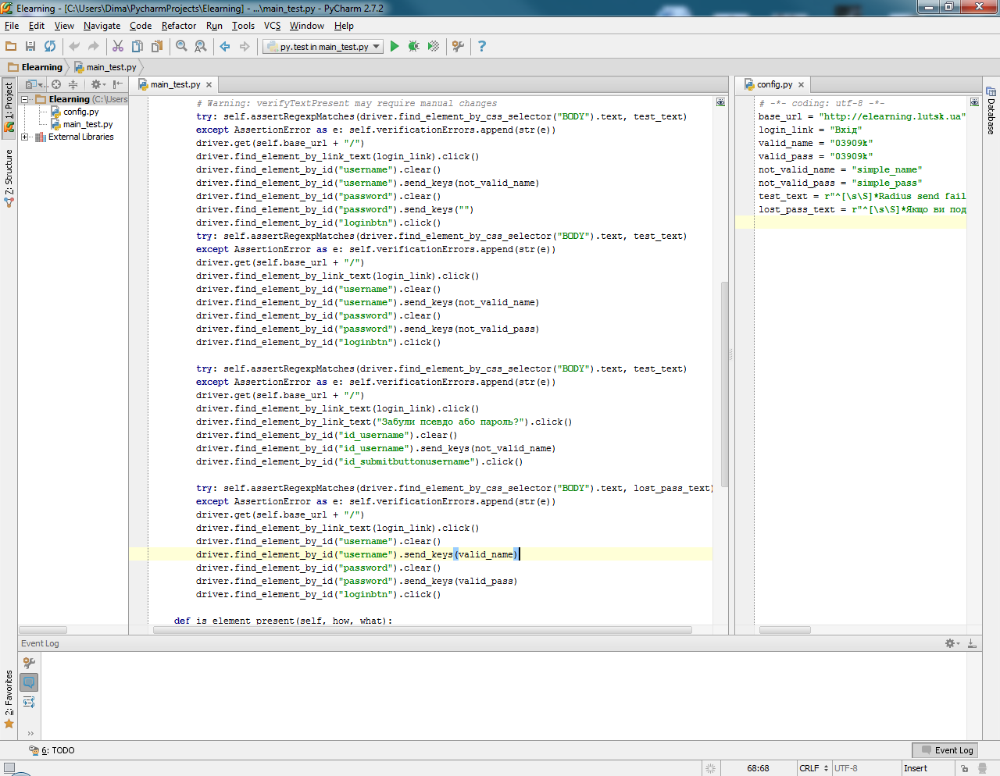 Elearning - [C:\Users\Dima\PycharmProjects\Elearning] - ...\main_test.py - PyCharm 2.7.2
File Edit View Navigate Code Refactor Run Tools VCS Window Help
py.test in main_test.py
Elearning main_test.py
1: Project
Z: Structure
2: Favorites
Elearning (C:\Users
config.py
main_test.py
External Libraries
main_test.py
# Warning: verifyTextPresent may require manual changes
try: self.assertRegexpMatches(driver.find_element_by_css_selector("BODY").text, test_text)
except AssertionError as e: self.verificationErrors.append(str(e))
driver.get(self.base_url + "/")
driver.find_element_by_link_text(login_link).click()
driver.find_element_by_id("username").clear()
driver.find_element_by_id("username").send_keys(not_valid_name)
driver.find_element_by_id("password").clear()
driver.find_element_by_id("password").send_keys("")
driver.find_element_by_id("loginbtn").click()
try: self.assertRegexpMatches(driver.find_element_by_css_selector("BODY").text, test_text)
except AssertionError as e: self.verificationErrors.append(str(e))
driver.get(self.base_url + "/")
driver.find_element_by_link_text(login_link).click()
driver.find_element_by_id("username").clear()
driver.find_element_by_id("username").send_keys(not_valid_name)
driver.find_element_by_id("password").clear()
driver.find_element_by_id("password").send_keys(not_valid_pass)
driver.find_element_by_id("loginbtn").click()
try: self.assertRegexpMatches(driver.find_element_by_css_selector("BODY").text, test_text)
except AssertionError as e: self.verificationErrors.append(str(e))
driver.get(self.base_url + "/")
driver.find_element_by_link_text(login_link).click()
driver.find_element_by_link_text("Забули псевдо або пароль?").click()
driver.find_element_by_id("id_username").clear()
driver.find_element_by_id("id_username").send_keys(not_valid_name)
driver.find_element_by_id("id_submitbuttonusername").click()
try: self.assertRegexpMatches(driver.find_element_by_css_selector("BODY").text, lost_pass_text)
except AssertionError as e: self.verificationErrors.append(str(e))
driver.get(self.base_url + "/")
driver.find_element_by_link_text(login_link).click()
driver.find_element_by_id("username").clear()
driver.find_element_by_id("username").send_keys(valid_name)
driver.find_element_by_id("password").clear()
driver.find_element_by_id("password").send_keys(valid_pass)
driver.find_element_by_id("loginbtn").click()
def is_element_present(self, how, what):
config.py
# -*- coding: utf-8 -*-
base_url = "http://elearning.lutsk.ua"
login_link = "Вхід"
valid_name = "03909k"
valid_pass = "03909k"
not_valid_name = "simple_name"
not_valid_pass = "simple_pass"
test_text = r"^[\s\S]*Radius send fail
lost_pass_text = r"^[\s\S]*Якщо ви под
Database
Event Log
6: TODO
Event Log
68:68 CRLF UTF-8 Insert